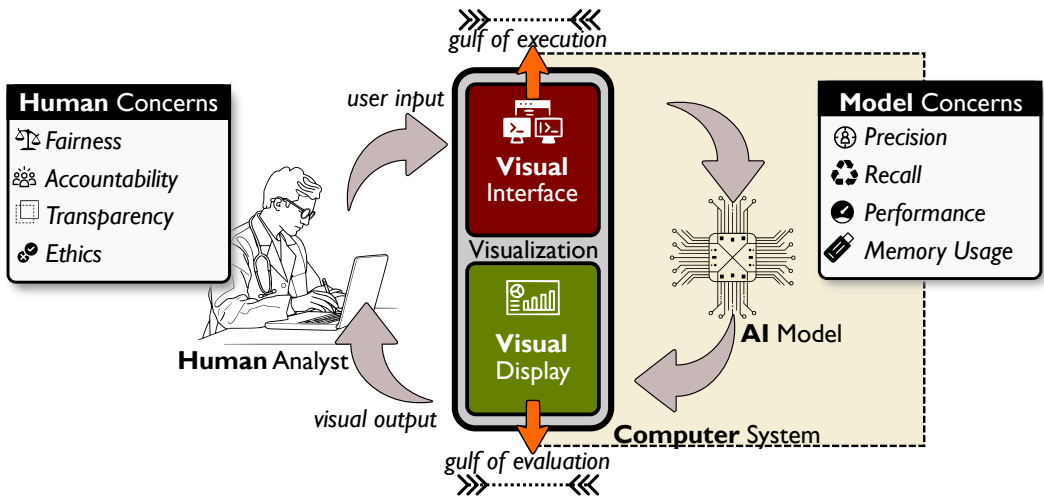 gulf of execution
Human Concerns
Fairness
Accountability
Transparency
Ethics
user input
Visual
Interface
Visualization
Visual
Display
Human Analyst
visual output
gulf of evaluation
Model Concerns
Precision
Recall
Performance
Memory Usage
AI Model
Computer System